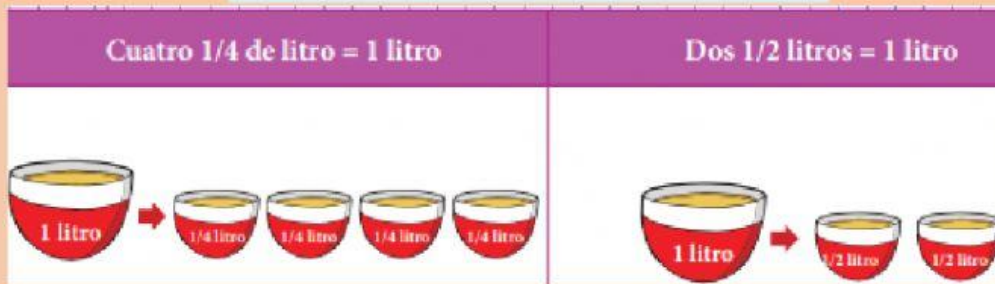 Cuatro 1/4 de litro = 1 litro
Dos 1/2 litros = 1 litro
1 litro
1/4 litro
1/4 litro
1/4 litro
1/4 litro
1 litro
1/2 litro
1/2 litro